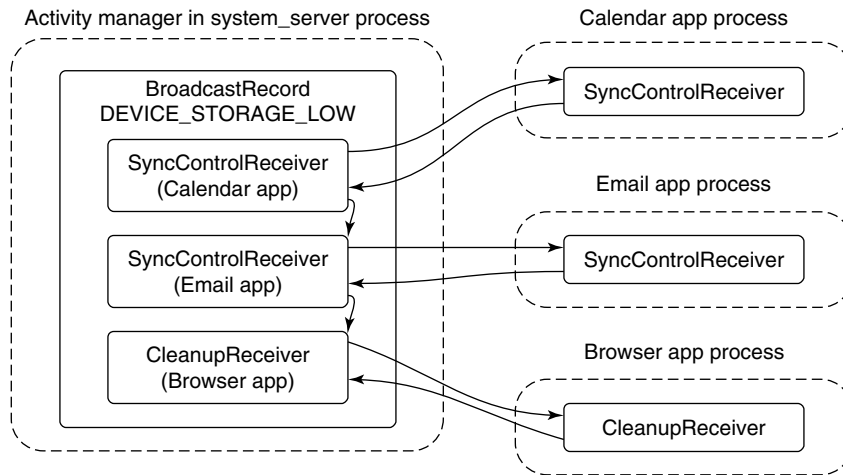 Activity manager in system_server process
BroadcastRecord
DEVICE_STORAGE_LOW
SyncControlReceiver
(Calendar app)
SyncControlReceiver
(Email app)
CleanupReceiver
(Browser app)
Calendar app process
SyncControlReceiver
Email app process
SyncControlReceiver
Browser app process
CleanupReceiver